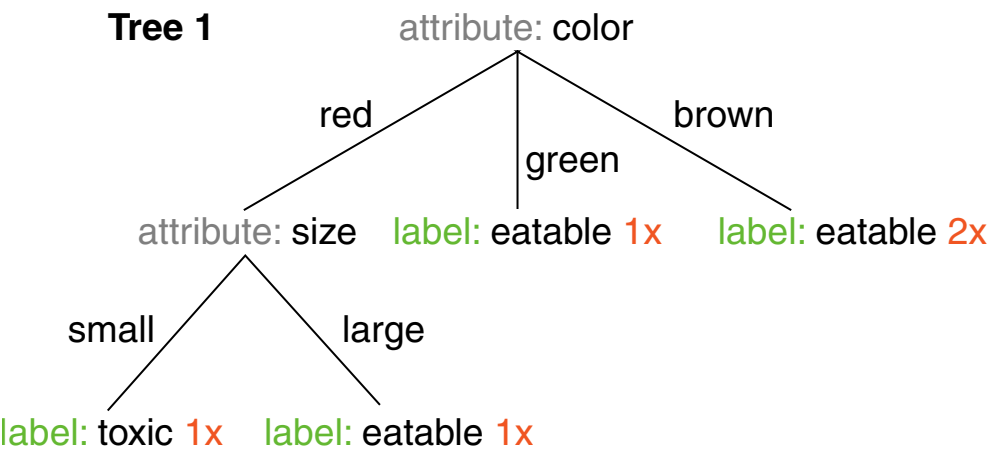 Tree 1
attribute: color
red
brown
green
attribute: size
label: eatable 1x
label: eatable 2x
small
large
label: toxic 1x
label: eatable 1x